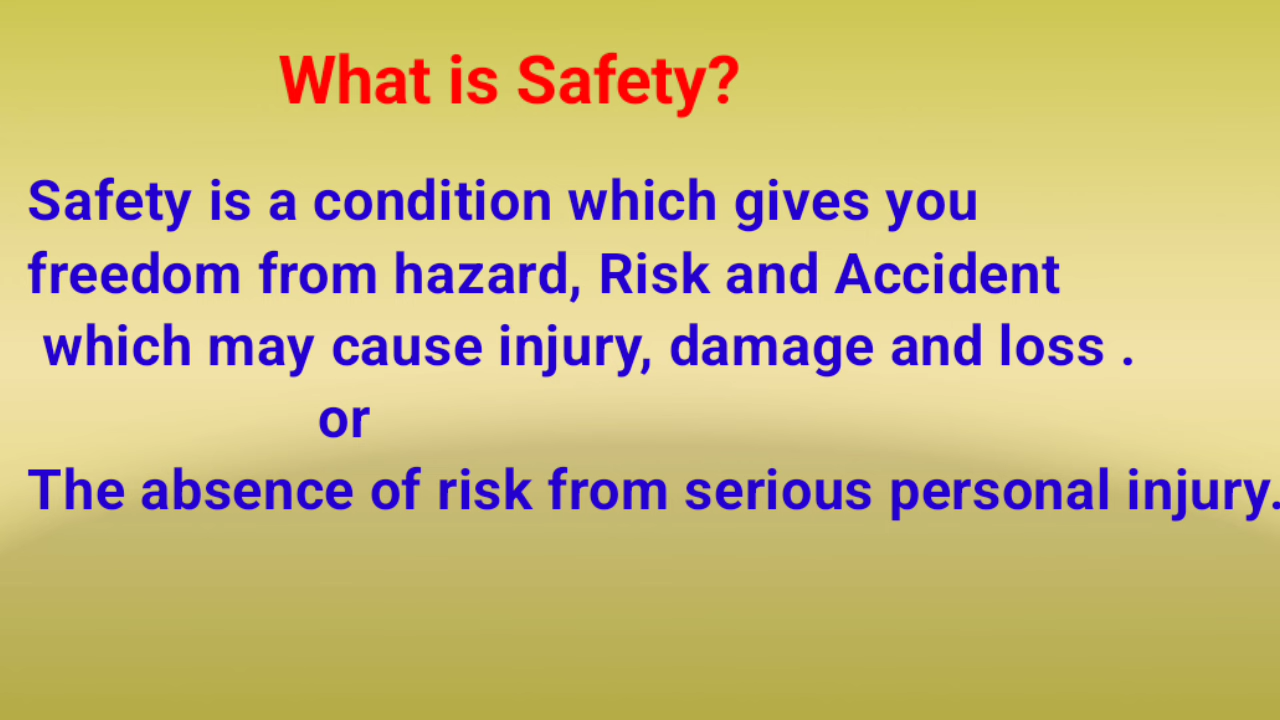 What is Safety?
Safety is a condition which gives you
freedom from hazard, Risk and Accident
which may cause injury, damage and loss .
or
The absence of risk from serious personal injury.